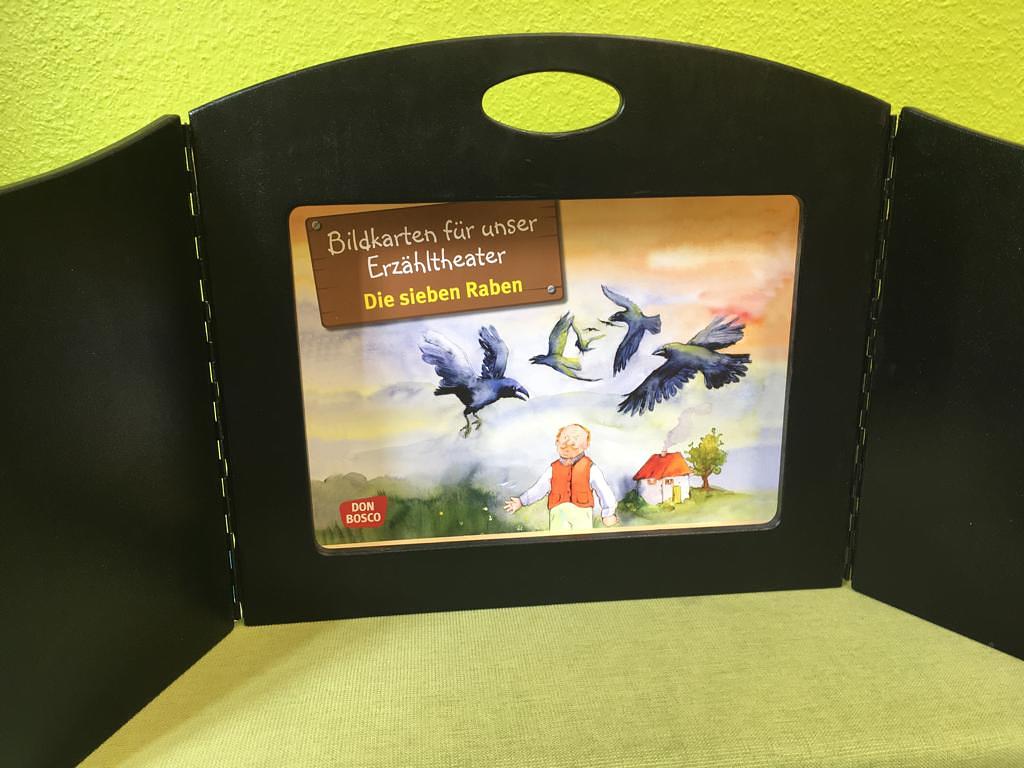 Bildkarten für unser
Erzähltheater
Die sieben Raben
DON
BOSCO